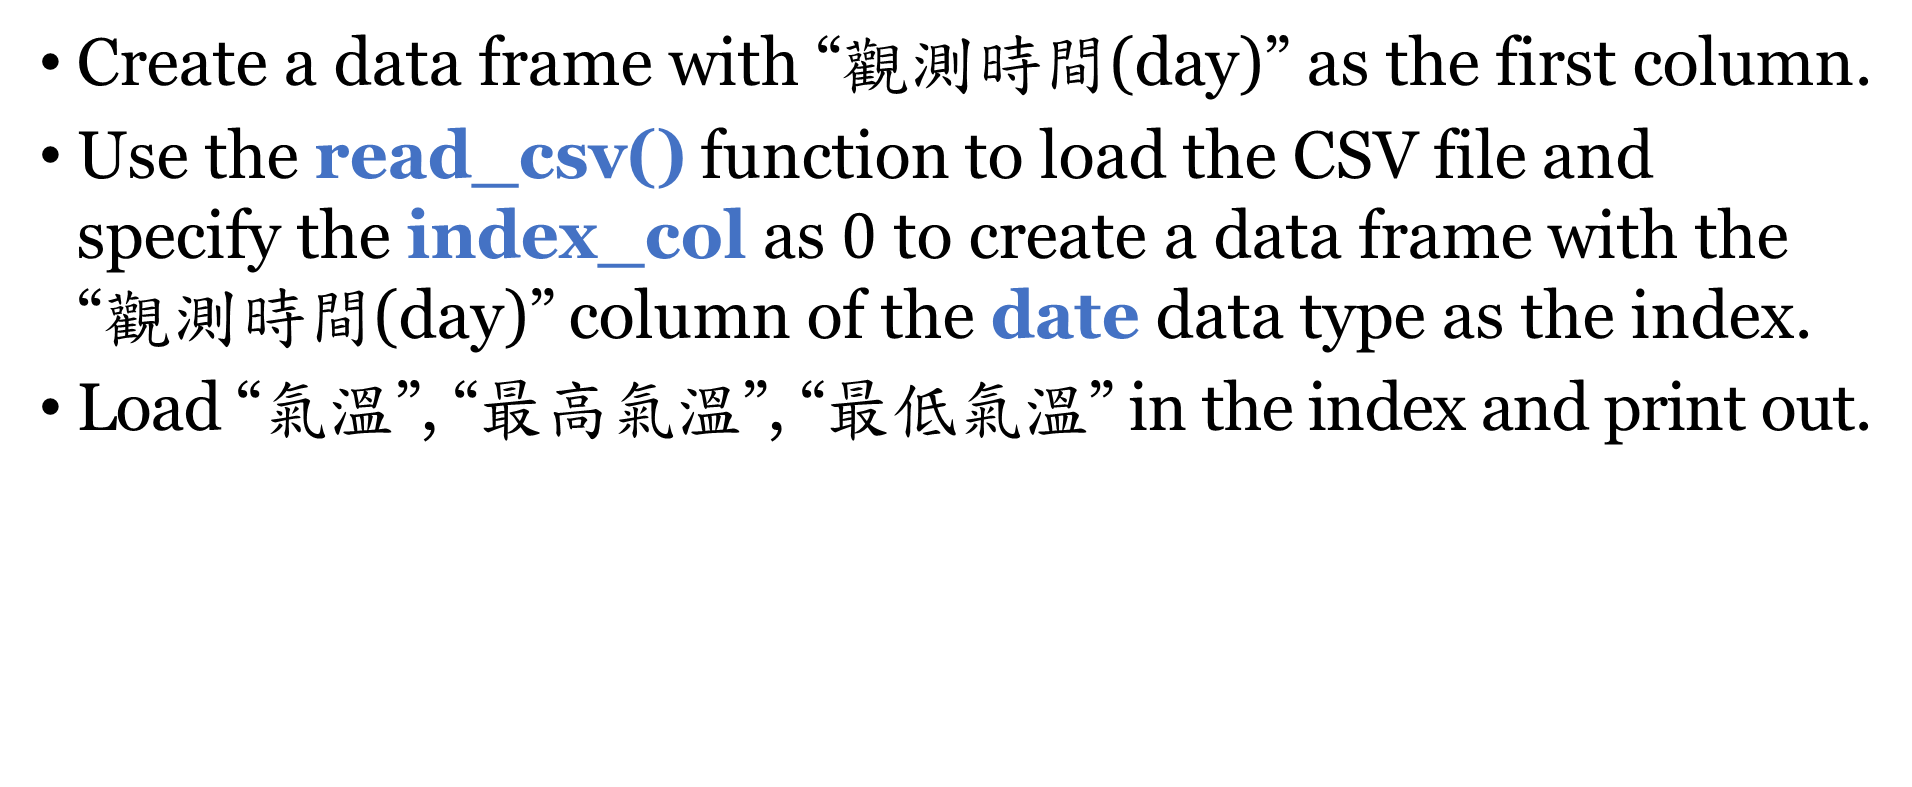 • Create a data frame with “觀測時間(day)” as the first column.
• Use the read_csv() function to load the CSV file and
specify the index_col as 0 to create a data frame with the
“觀測時間(day)” column of the date data type as the index.
• Load “氣溫”, “最高氣溫”, “最低氣溫” in the index and print out.